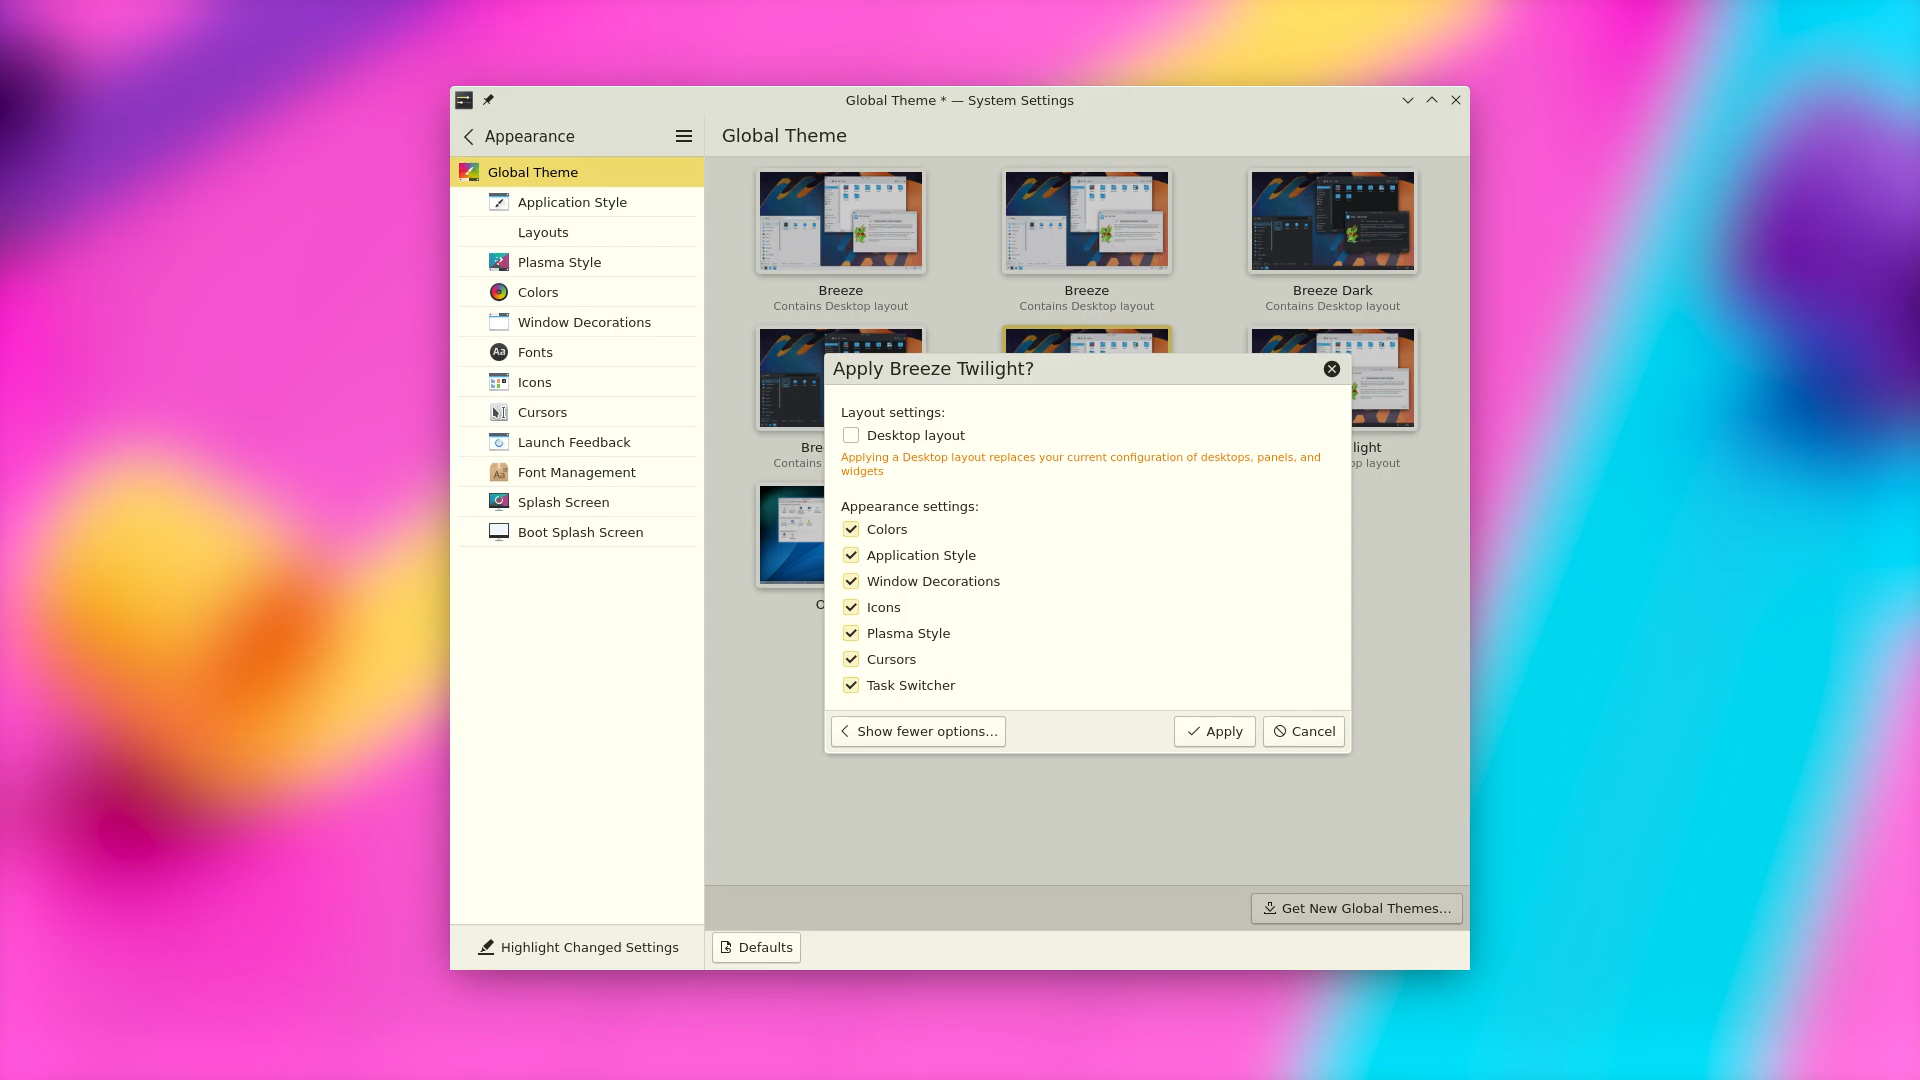 Global Theme * — System Settings
Appearance
Global Theme
Global Theme
Application Style
Layouts
Plasma Style
Colors
Window Decorations
Fonts
Icons
Cursors
Launch Feedback
Font Management
Splash Screen
Boot Splash Screen
Highlight Changed Settings
Breeze
Contains Desktop layout
Breeze
Contains Desktop layout
Breeze Dark
Contains Desktop layout
Bre
Contains
light
op layout
Apply Breeze Twilight?
Layout settings:
Desktop layout
Applying a Desktop layout replaces your current configuration of desktops, panels, and
widgets
Appearance settings:
Colors
Application Style
Window Decorations
Icons
Plasma Style
Cursors
Task Switcher
Show fewer options...
Apply
Cancel
Get New Global Themes...
Defaults